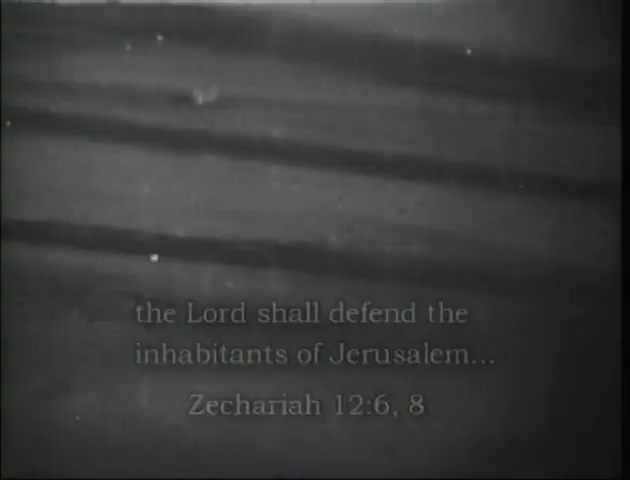 the Lord shall defend the
inhabitants of Jerusalem...
Zechariah 12:6, 8